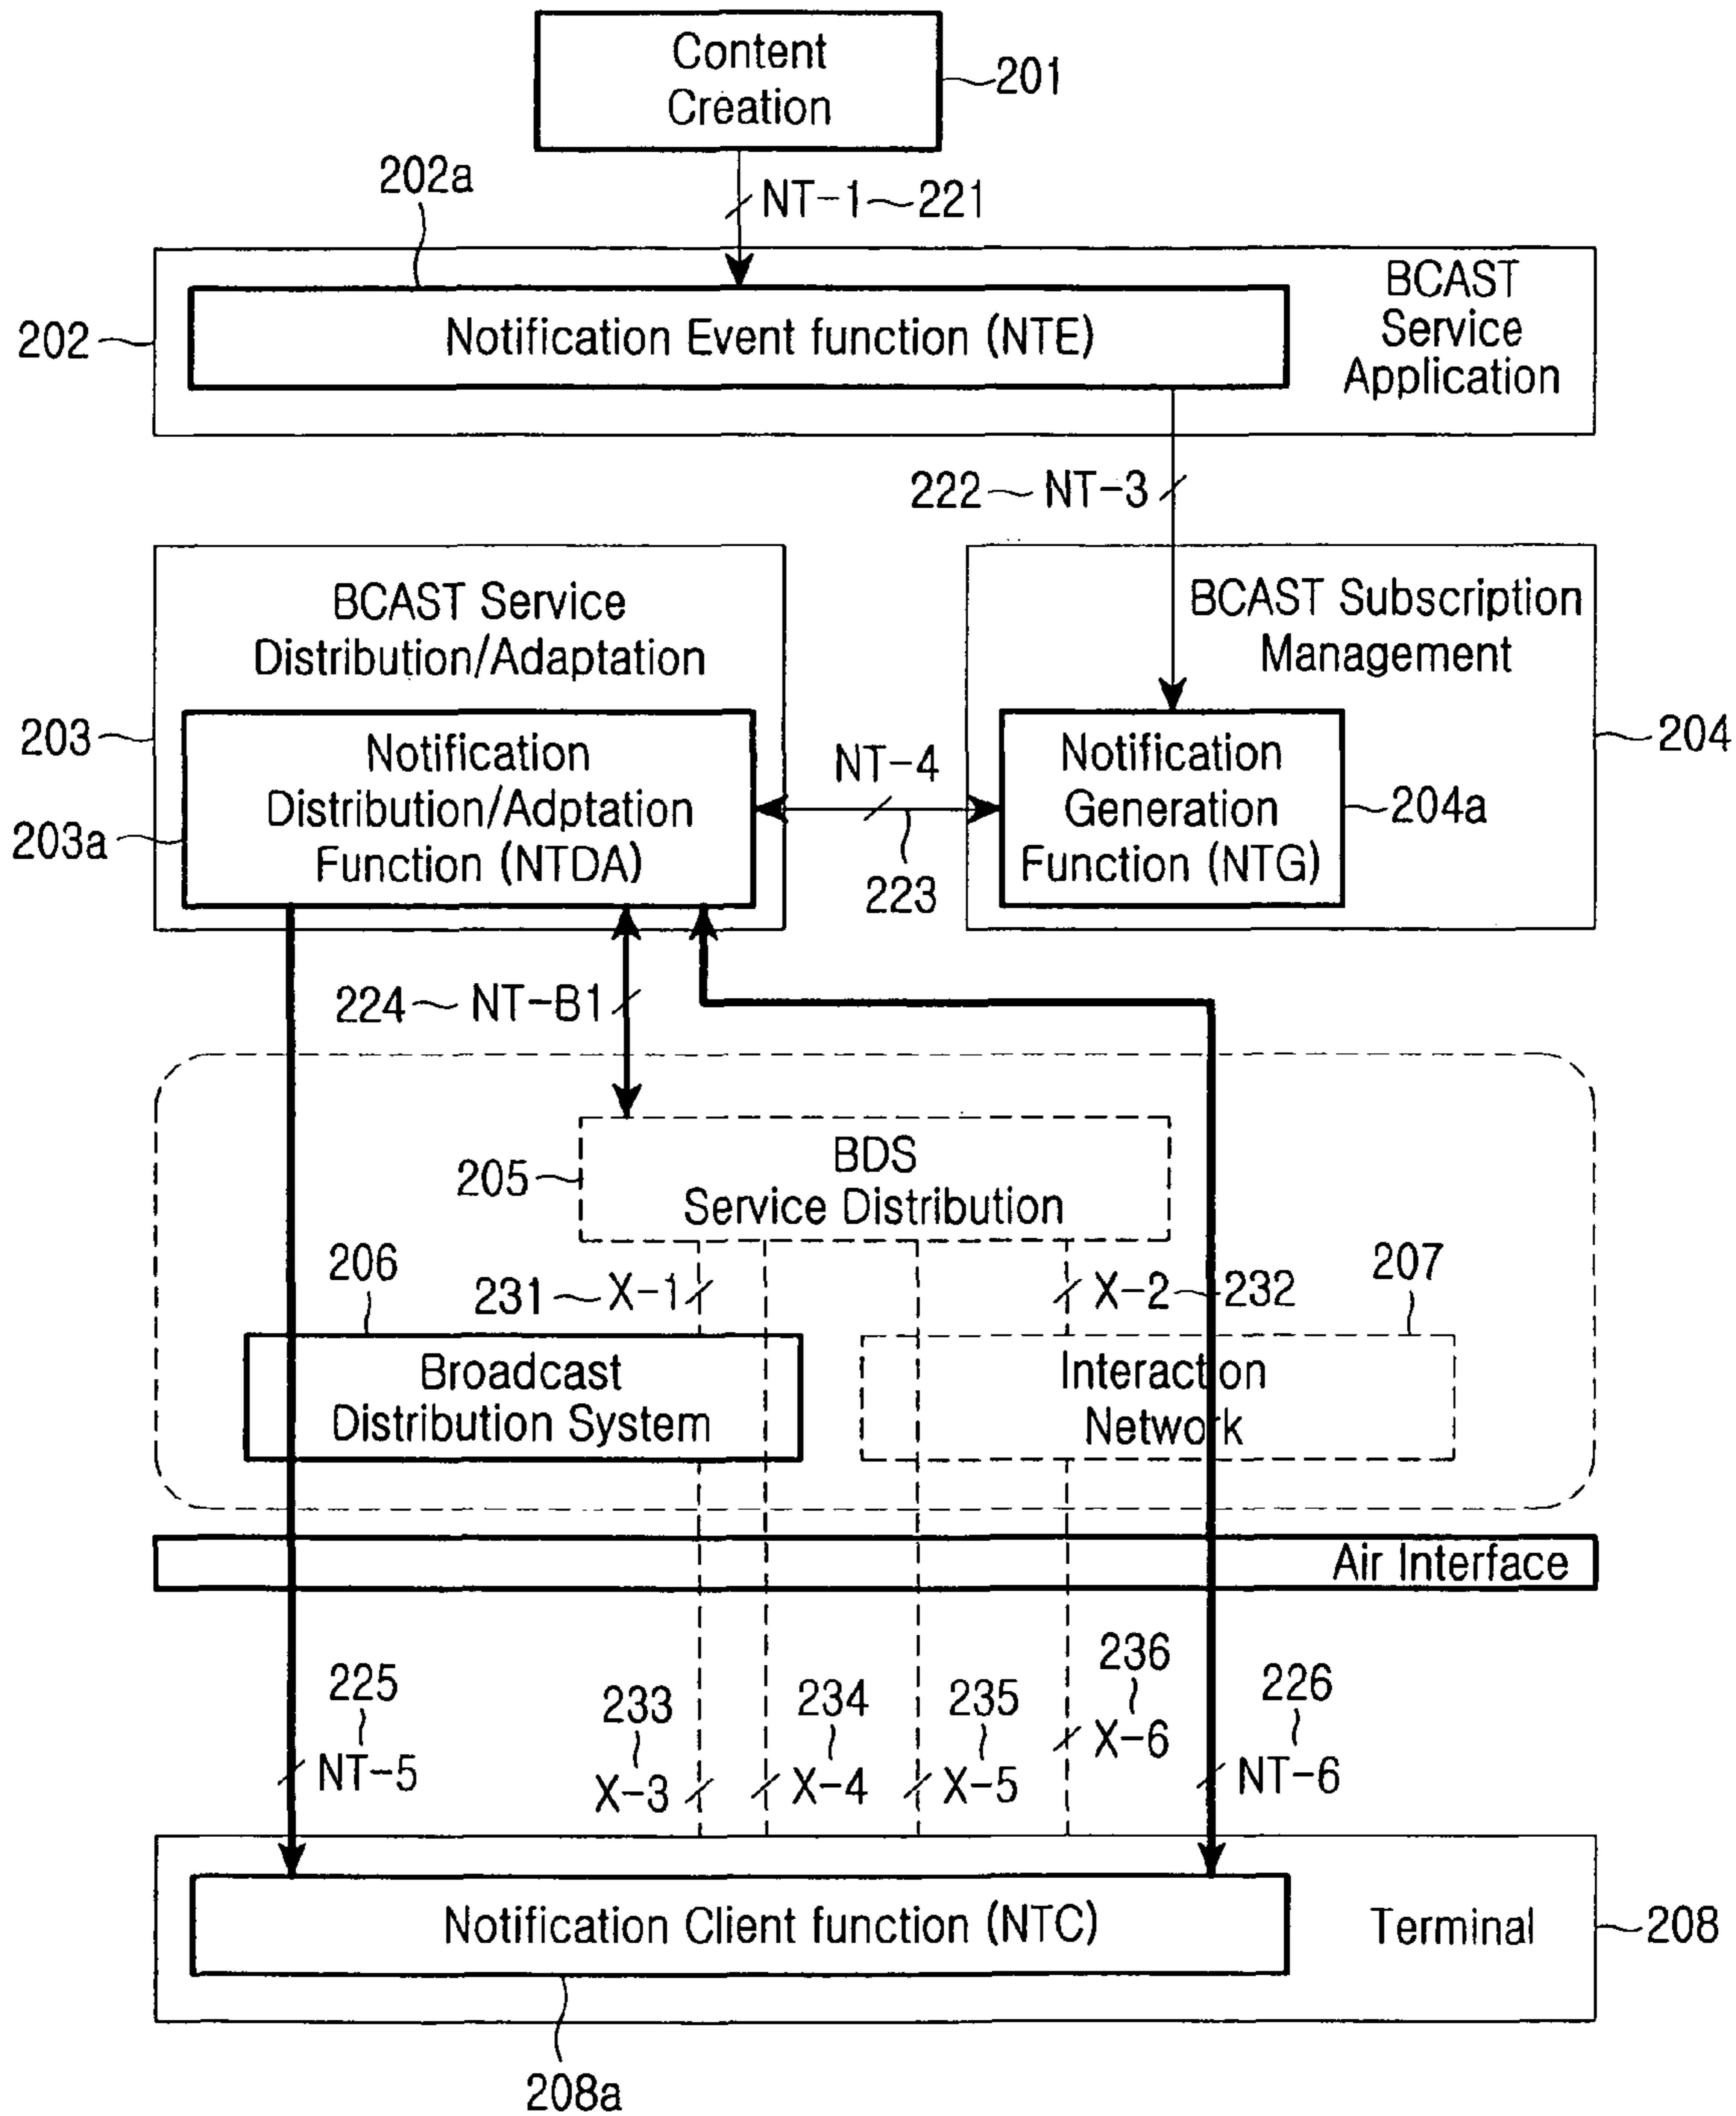 Content
Creation
201
202a
NT-1
221
BCAST
Service
Application
Notification Event function (NTE)
202
222
NT-3
BCAST Service
Distribution/Adaptation
BCAST Subscription
Management
203
Notification
Distribution/Adptation
Function (NTDA)
203a
NT-4
223
Notification
Generation
Function (NTG)
204
204a
224
NT-B1
205
BDS
Service Distribution
206
231
X-1
X-2
232
207
Broadcast
Distribution System
Interaction
Network
Air Interface
225
NT-5
233
X-3
234
X-4
235
X-5
236
X-6
226
NT-6
Notification Client function (NTC)
Terminal
208
208a